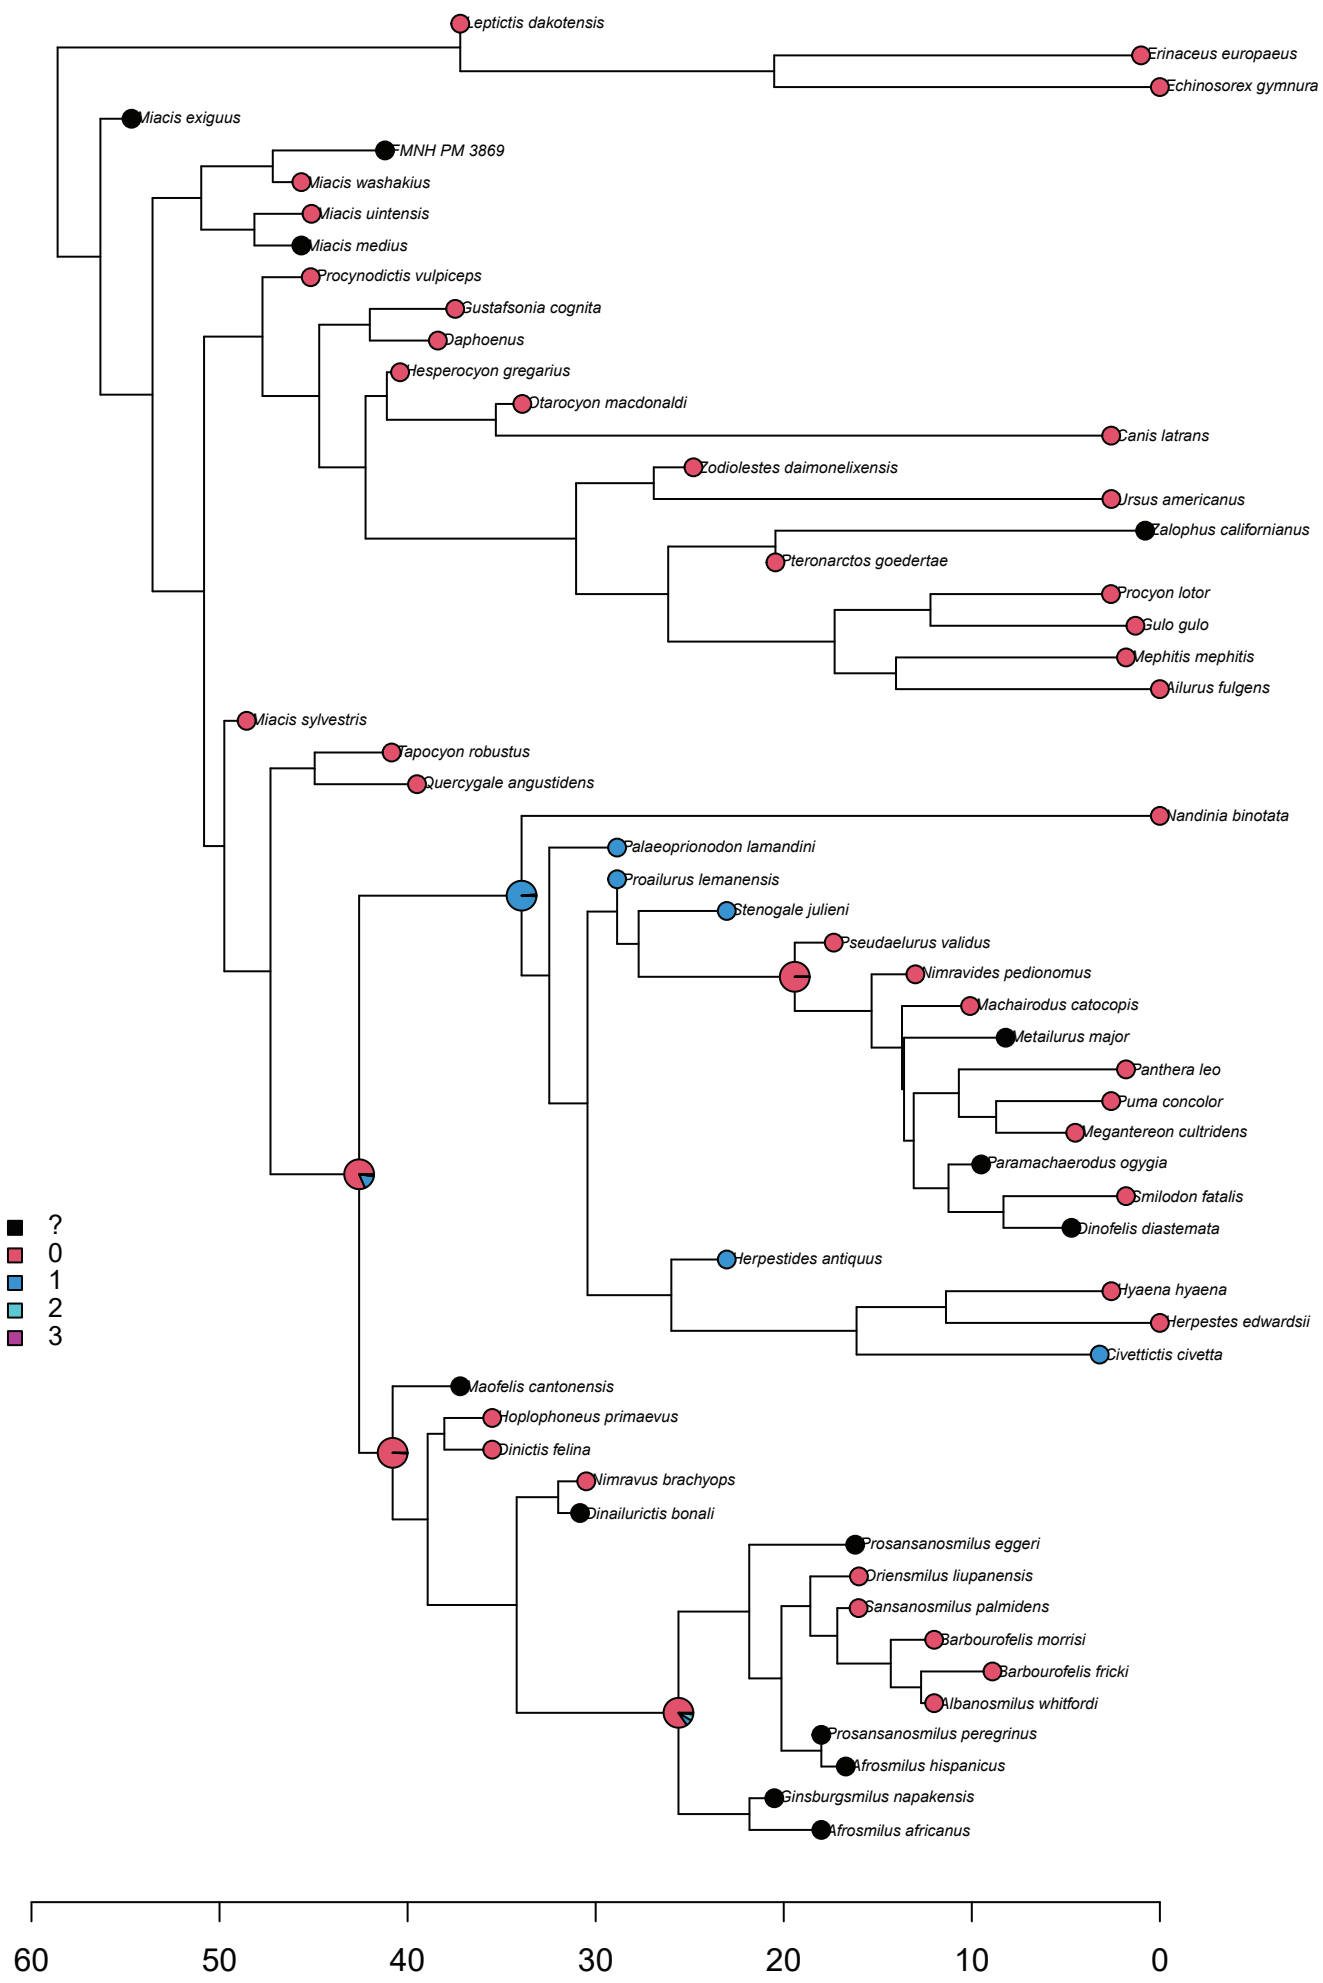 Leptictis dakotensis
Erinaceus europaeus
Echinosorex gymnura
Miacis exiguus
FMNH PM 3869
Miacis washakius
Miacis uintensis
Miacis medius
Procynodictis vulpiceps
Gustafsonia cognita
Daphoenus
Hesperocyon gregarius
Otarocyon macdonaldi
Canis latrans
Zodiolestes daimonelixensis
Ursus americanus
Zalophus californianus
Pteronarctos goedertae
Procyon lotor
Gulo gulo
Mephitis mephitis
Ailurus fulgens
Miacis sylvestris
Tapocyon robustus
Quercygale angustidens
Nandinia binotata
Palaeoprionodon lamandini
Proailurus lemanensis
Stenogale julieni
Pseudaelurus validus
Nimravides pedionomus
Machairodus catocopis
Metailurus major
Panthera leo
Puma concolor
Megantereon cultridens
Paramachaerodus ogygia
Smilodon fatalis
Dinofelis diastemata
Herpestides antiquus
Hyaena hyaena
Herpestes edwardsii
Civettictis civetta
Maofelis cantonensis
Hoplophoneus primaevus
Dinictis felina
Nimravus brachyops
Dinailurictis bonali
Prosansanosmilus eggeri
Oriensmilus liupanensis
Sansanosmilus palmidens
Barbourofelis morrisi
Barbourofelis fricki
Albanosmilus whitfordi
Prosansanosmilus peregrinus
Afrosmilus hispanicus
Ginsburgsmilus napakensis
Afrosmilus africanus
?
0
1
2
3
60 50 40 30 20 10 0